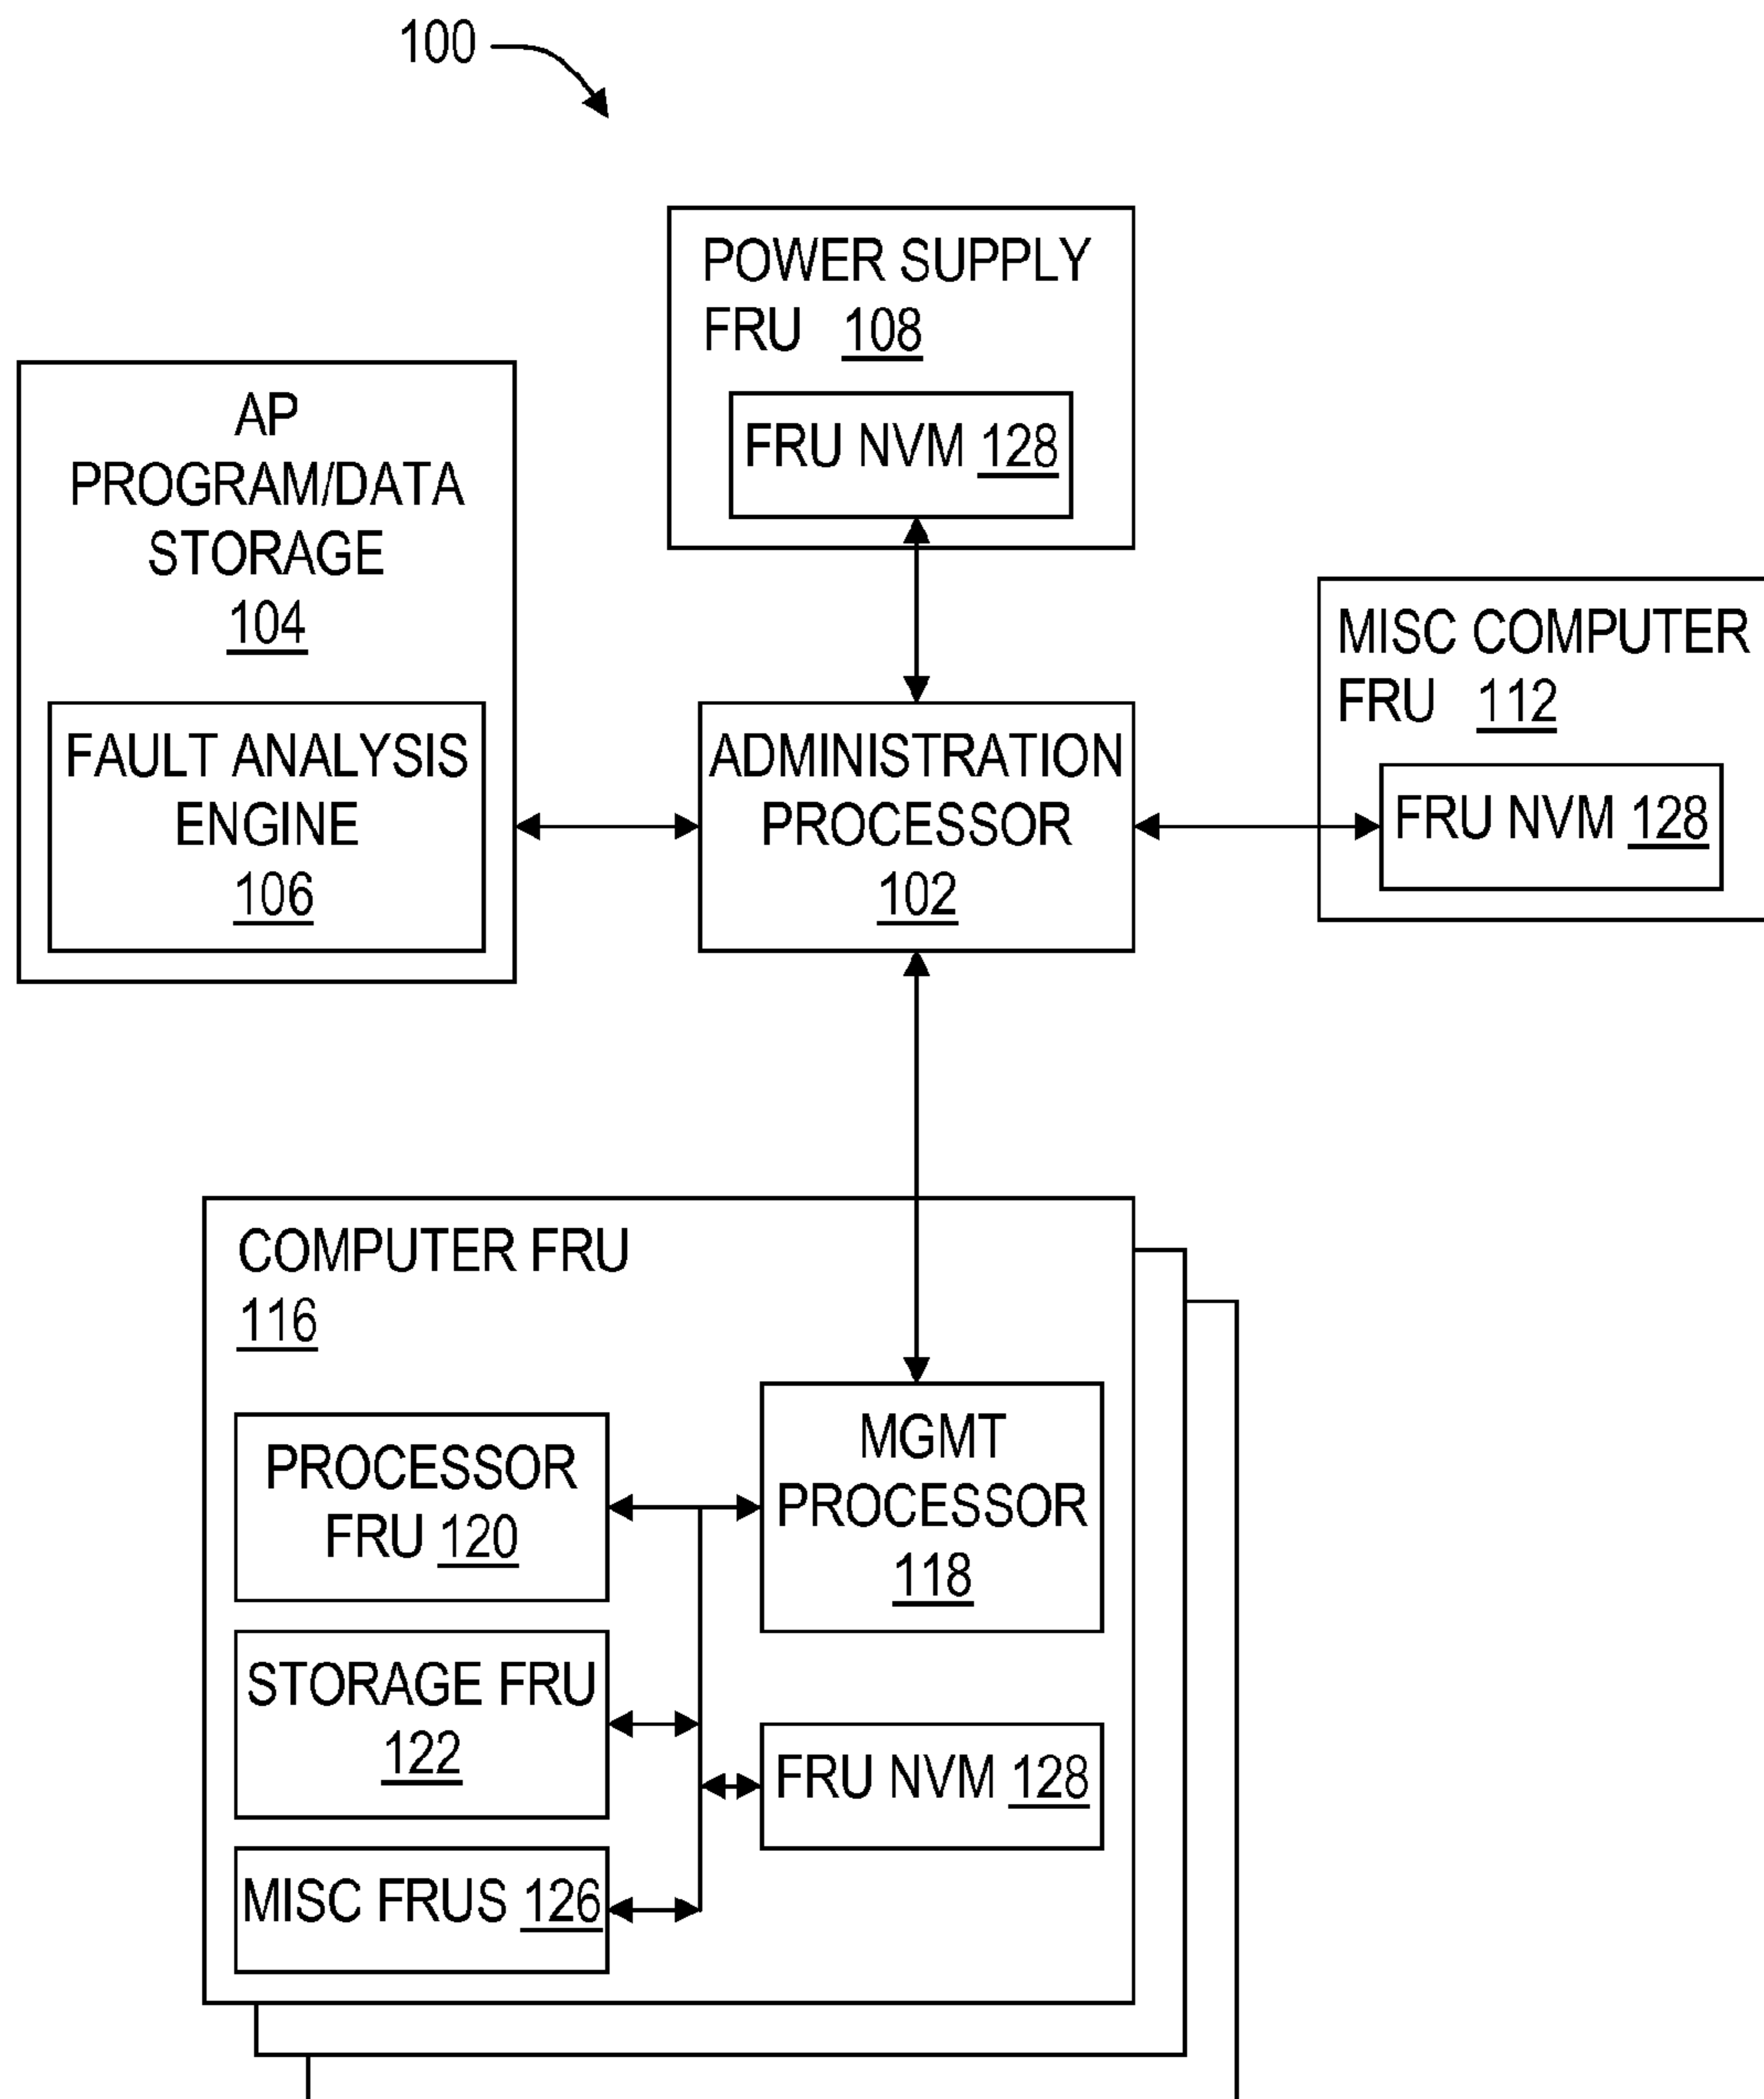 100
POWER SUPPLY
FRU 108
FRU NVM 128
AP
PROGRAM/DATA
STORAGE
104
FAULT ANALYSIS
ENGINE
106
ADMINISTRATION
PROCESSOR
102
MISC COMPUTER
FRU 112
FRU NVM 128
COMPUTER FRU
116
PROCESSOR
FRU 120
MGMT
PROCESSOR
118
STORAGE FRU
122
FRU NVM 128
MISC FRUS 126